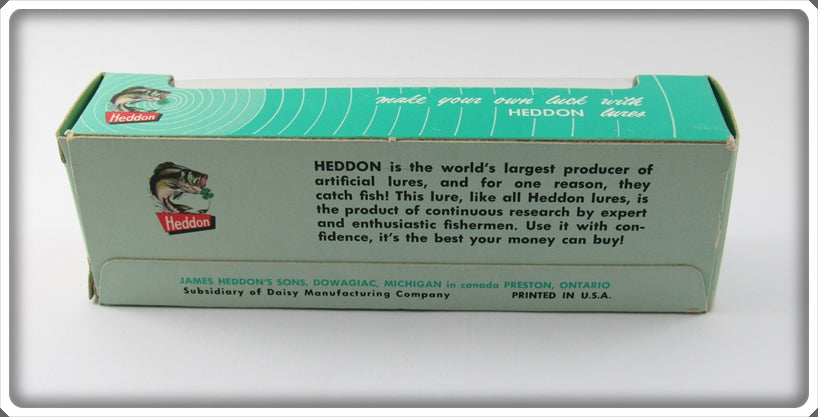 Heddon
make your own luck with
HEDDON lures
Heddon
HEDDON is the world's largest producer of
artificial lures, and for one reason, they
catch fish! This lure, like all Heddon lures, is
the product of continuous research by expert
and enthusiastic fishermen. Use it with con-
fidence, it's the best your money can buy!
JAMES HEDDON'S SONS, DOWAGIAC, MICHIGAN in canada PRESTON, ONTARIO
Subsidiary of Daisy Manufacturing Company PRINTED IN U.S.A.